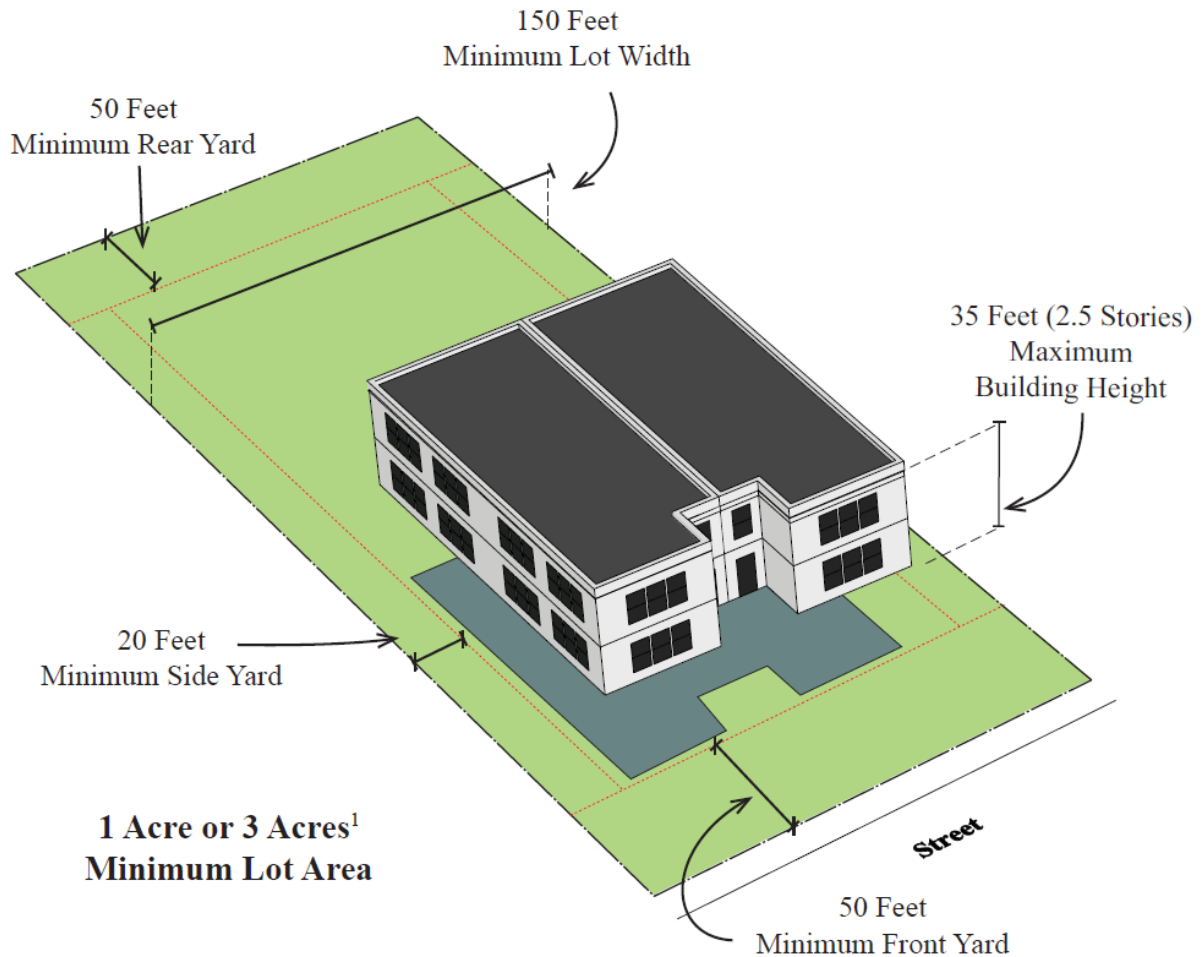 150 Feet
Minimum Lot Width
50 Feet
Minimum Rear Yard
35 Feet (2.5 Stories)
Maximum
Building Height
20 Feet
Minimum Side Yard
1 Acre or 3 Acres¹
Minimum Lot Area
Street
50 Feet
Minimum Front Yard